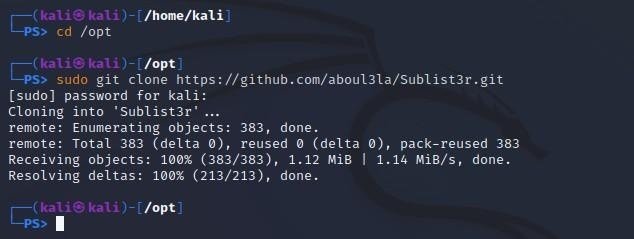 ┌──(kali㉿kali)-[/home/kali]
└─PS> cd /opt
┌──(kali㉿kali)-[/opt]
└─PS> sudo git clone https://github.com/aboul3la/Sublist3r.git
[sudo] password for kali:
Cloning into 'Sublist3r'...
remote: Enumerating objects: 383, done.
remote: Total 383 (delta 0), reused 0 (delta 0), pack-reused 383
Receiving objects: 100% (383/383), 1.12 MiB | 1.14 MiB/s, done.
Resolving deltas: 100% (213/213), done.
┌──(kali㉿kali)-[/opt]
└─PS>